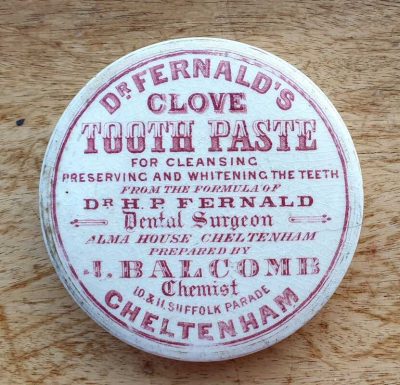 DR FERNALD'S
CLOVE
TOOTH PASTE
FOR CLEANSING
PRESERVING AND WHITENING THE TEETH
FROM THE FORMULA OF
DR H.P. FERNALD
Dental Surgeon
ALMA HOUSE CHELTENHAM
PREPARED BY
BALCOMB
Chemist
10 & 11. SUFFOLK PARADE
CHELTENHAM